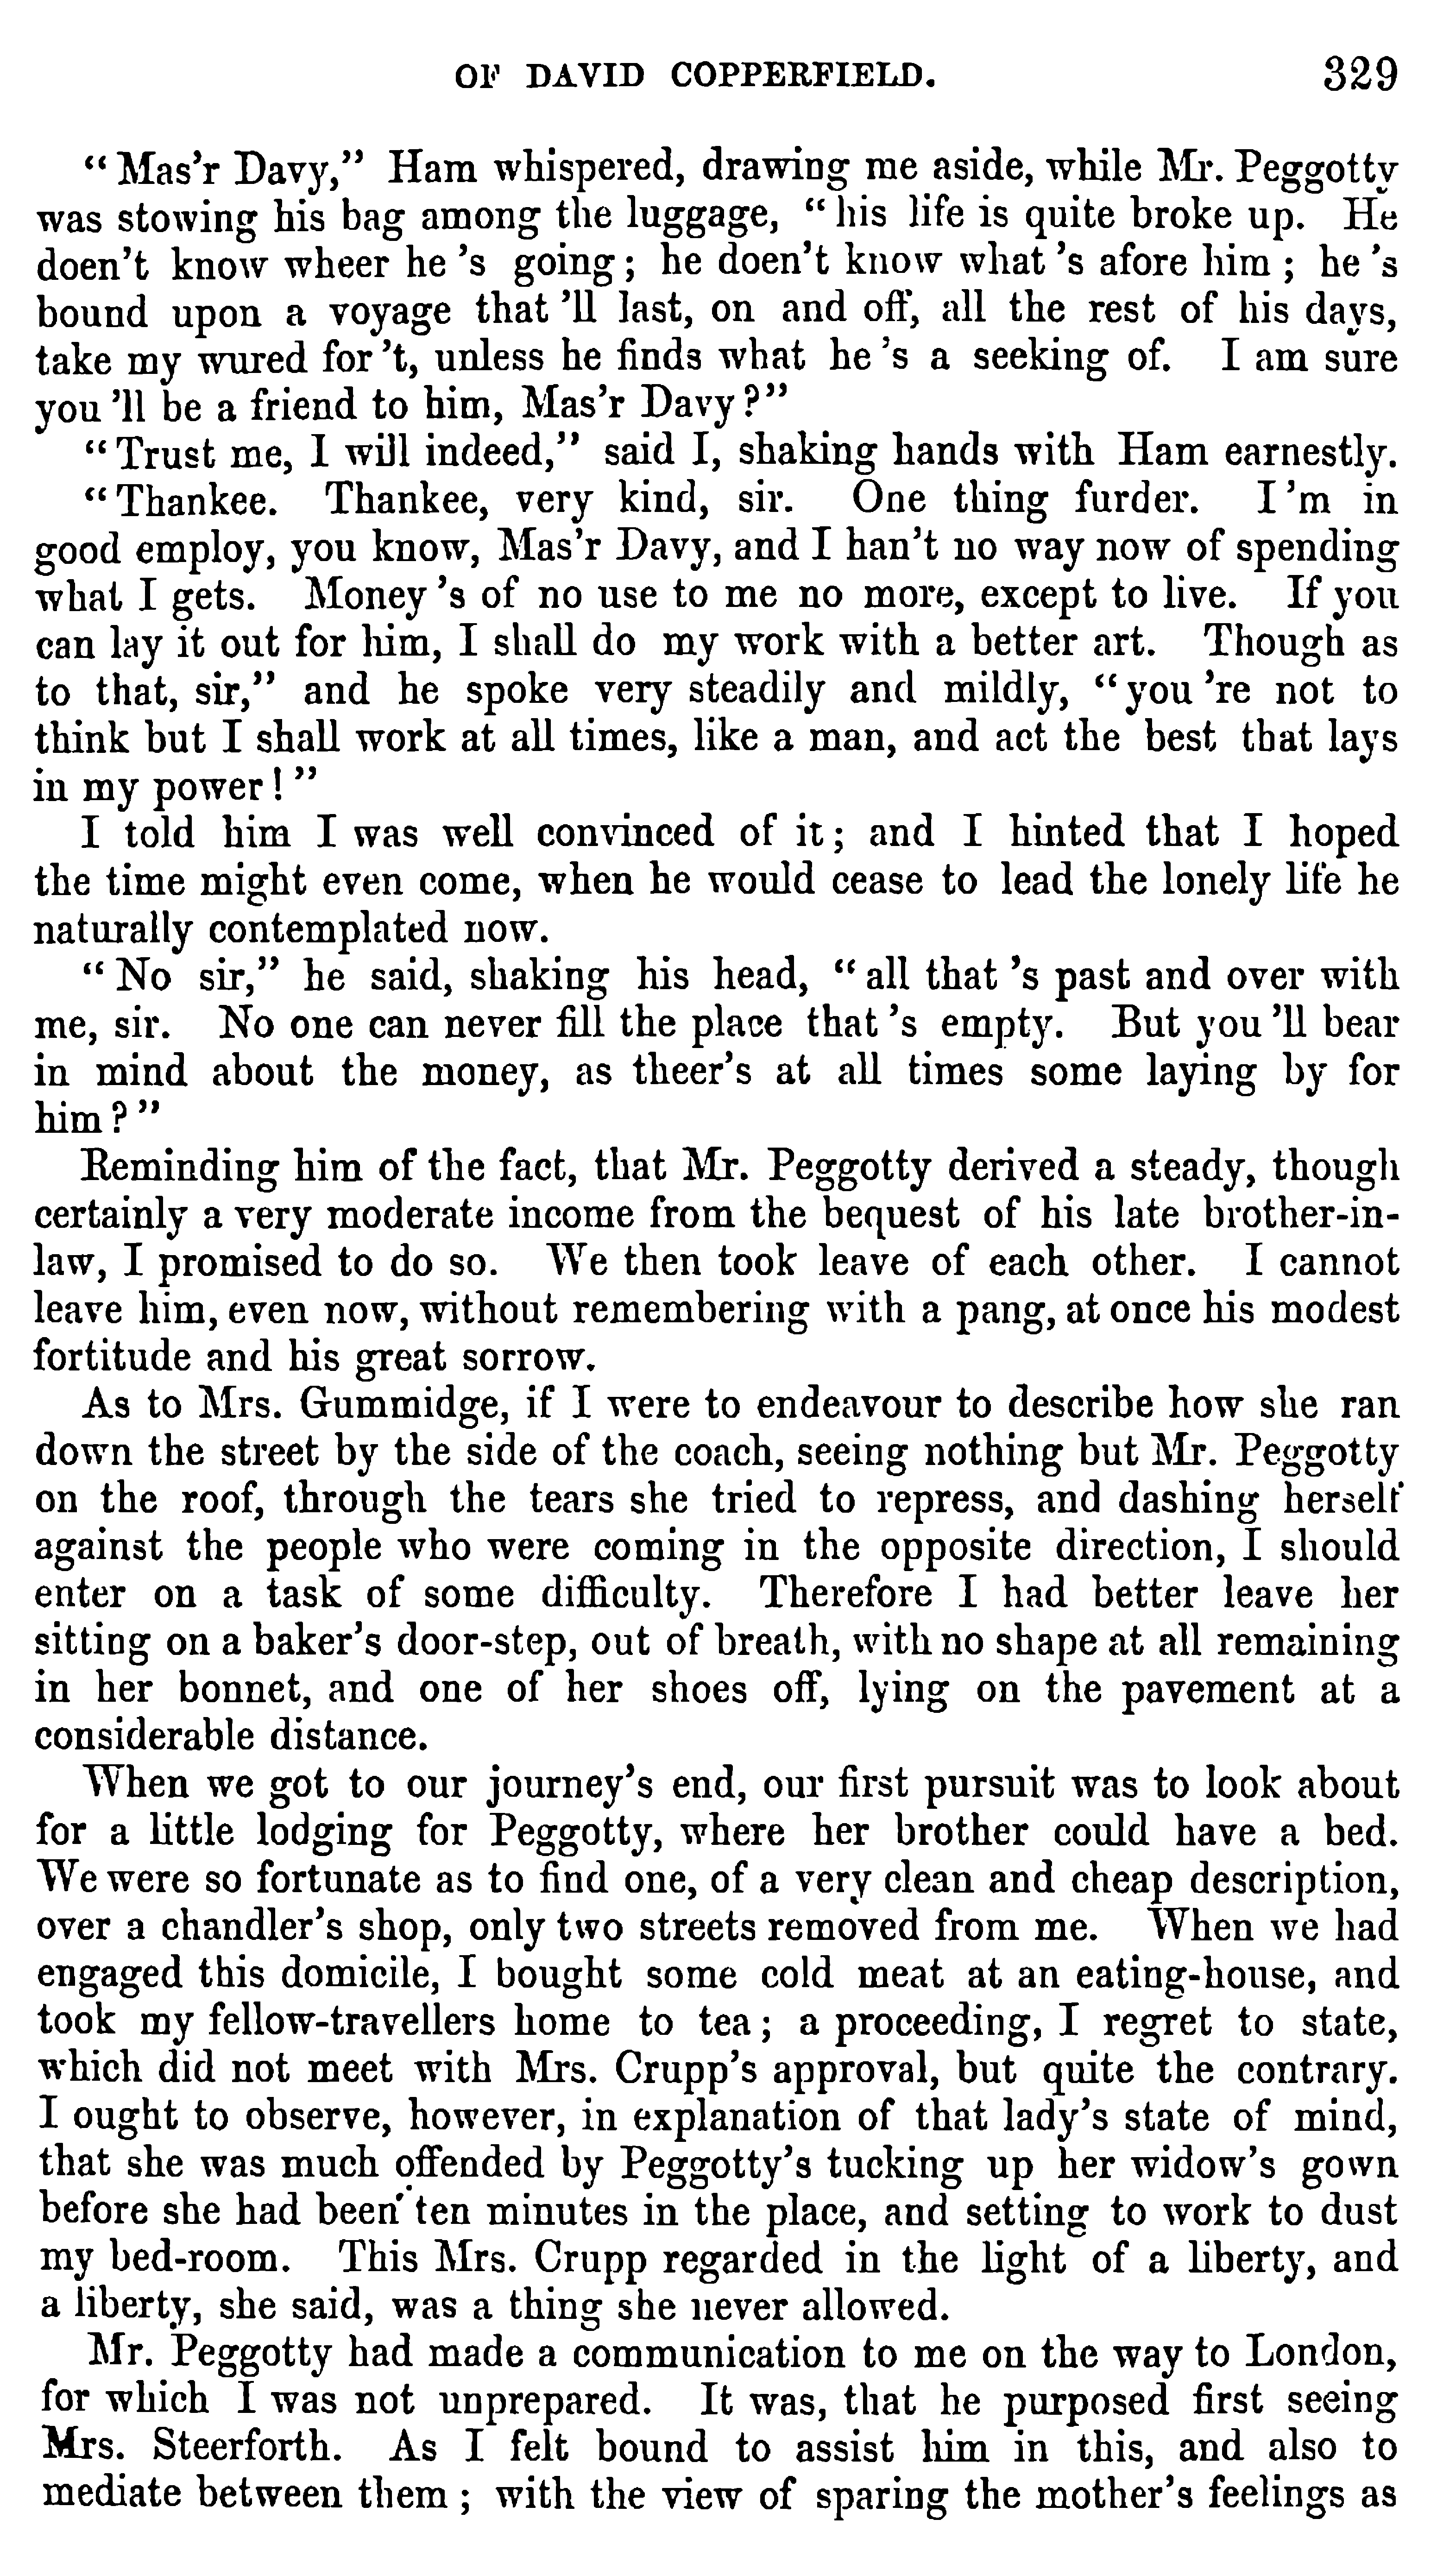 OF DAVID COPPERFIELD. 329
“Mas’r Davy,” Ham whispered, drawing me aside, while Mr. Peggotty
was stowing his bag among the luggage, “his life is quite broke up. He
doen’t know wheer he ’s going; he doen’t know what ’s afore him; he ’s
bound upon a voyage that ’ll last, on and off, all the rest of his days,
take my wured for ’t, unless he finds what he ’s a seeking of. I am sure
you ’ll be a friend to him, Mas’r Davy?”
“Trust me, I will indeed,” said I, shaking hands with Ham earnestly.
“Thankee. Thankee, very kind, sir. One thing furder. I ’m in
good employ, you know, Mas’r Davy, and I han’t no way now of spending
what I gets. Money ’s of no use to me no more, except to live. If you
can lay it out for him, I shall do my work with a better art. Though as
to that, sir,” and he spoke very steadily and mildly, “you ’re not to
think but I shall work at all times, like a man, and act the best that lays
in my power!”
I told him I was well convinced of it; and I hinted that I hoped
the time might even come, when he would cease to lead the lonely life he
naturally contemplated now.
“No sir,” he said, shaking his head, “all that ’s past and over with
me, sir. No one can never fill the place that ’s empty. But you ’ll bear
in mind about the money, as theer’s at all times some laying by for
him?”
Reminding him of the fact, that Mr. Peggotty derived a steady, though
certainly a very moderate income from the bequest of his late brother-in-
law, I promised to do so. We then took leave of each other. I cannot
leave him, even now, without remembering with a pang, at once his modest
fortitude and his great sorrow.
As to Mrs. Gummidge, if I were to endeavour to describe how she ran
down the street by the side of the coach, seeing nothing but Mr. Peggotty
on the roof, through the tears she tried to repress, and dashing herself
against the people who were coming in the opposite direction, I should
enter on a task of some difficulty. Therefore I had better leave her
sitting on a baker’s door-step, out of breath, with no shape at all remaining
in her bonnet, and one of her shoes off, lying on the pavement at a
considerable distance.
When we got to our journey’s end, our first pursuit was to look about
for a little lodging for Peggotty, where her brother could have a bed.
We were so fortunate as to find one, of a very clean and cheap description,
over a chandler’s shop, only two streets removed from me. When we had
engaged this domicile, I bought some cold meat at an eating-house, and
took my fellow-travellers home to tea; a proceeding, I regret to state,
which did not meet with Mrs. Crupp’s approval, but quite the contrary.
I ought to observe, however, in explanation of that lady’s state of mind,
that she was much offended by Peggotty’s tucking up her widow’s gown
before she had been ten minutes in the place, and setting to work to dust
my bed-room. This Mrs. Crupp regarded in the light of a liberty, and
a liberty, she said, was a thing she never allowed.
Mr. Peggotty had made a communication to me on the way to London,
for which I was not unprepared. It was, that he purposed first seeing
Mrs. Steerforth. As I felt bound to assist him in this, and also to
mediate between them; with the view of sparing the mother’s feelings as